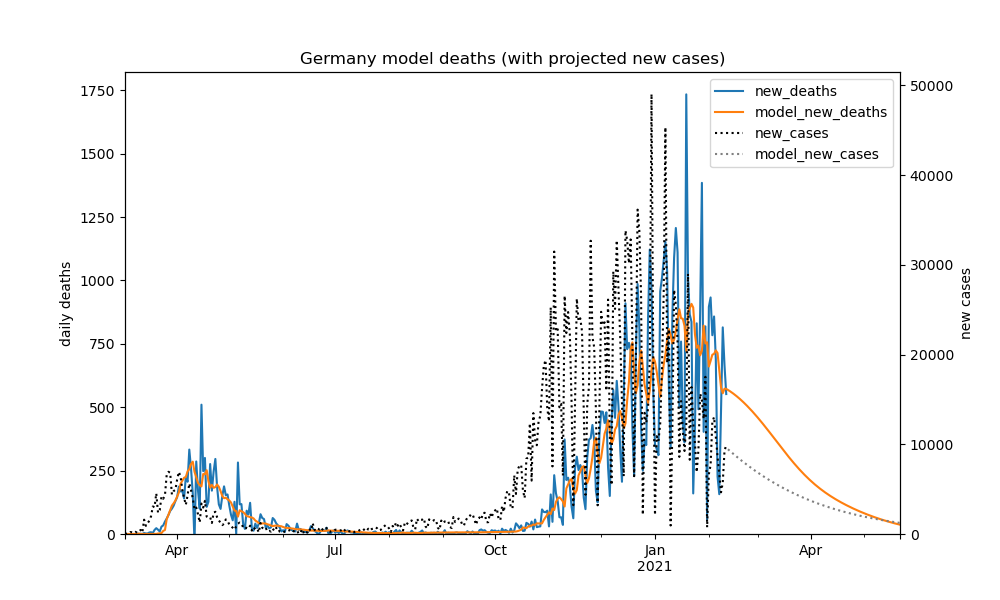 Germany model deaths (with projected new cases)
1750
1500
1250
1000
750
500
250
0
daily deaths
50000
40000
30000
20000
10000
0
new cases
new_deaths
model_new_deaths
new_cases
model_new_cases
Apr
Jul
Oct
Jan
2021
Apr